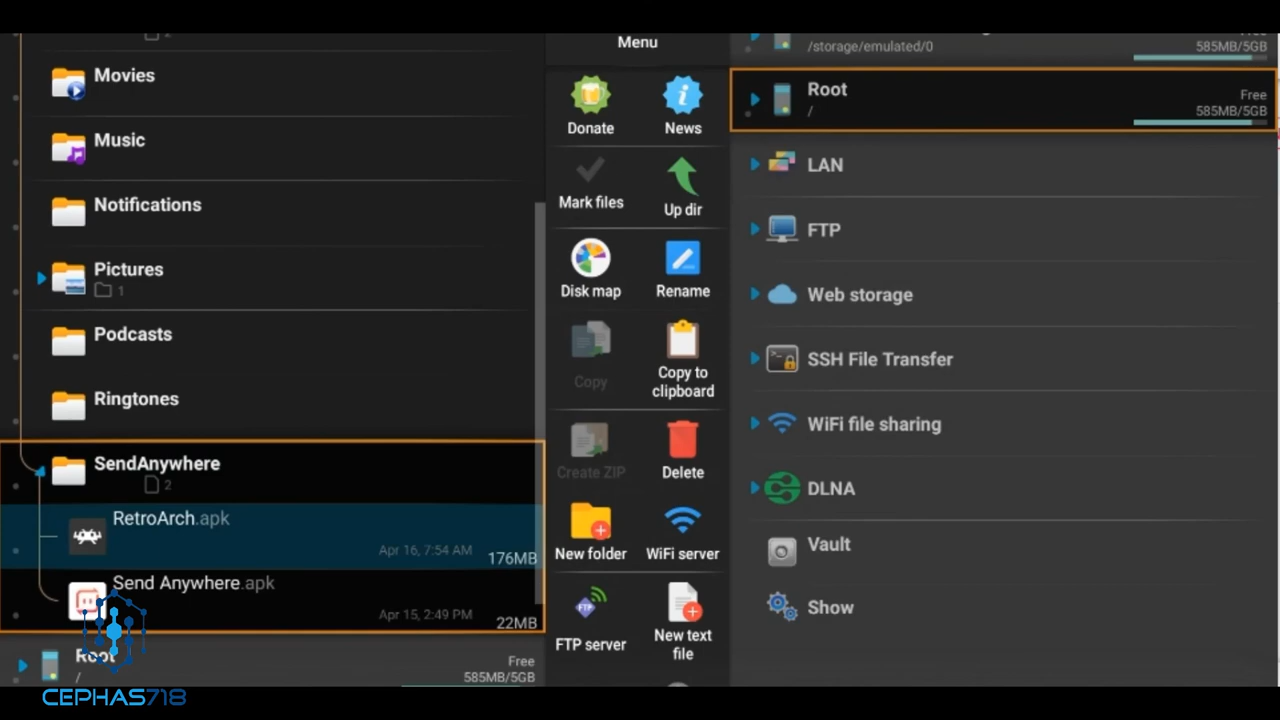 2
Movies
Music
Notifications
Pictures
1
Podcasts
Ringtones
SendAnywhere
2
RetroArch.apk
Apr 16, 7:54 AM
176MB
Send Anywhere.apk
Apr 15, 2:49 PM
22MB
Root
/
Free
585MB/5GB
CEPHAS718
Menu
Donate
News
Mark files
Up dir
Disk map
Rename
Copy
Copy to
clipboard
Create ZIP
Delete
New folder
WiFi server
FTP
FTP server
New text
file
/storage/emulated/0
585MB/5GB
Root
/
Free
585MB/5GB
LAN
FTP
Web storage
SSH File Transfer
WiFi file sharing
DLNA
Vault
Show